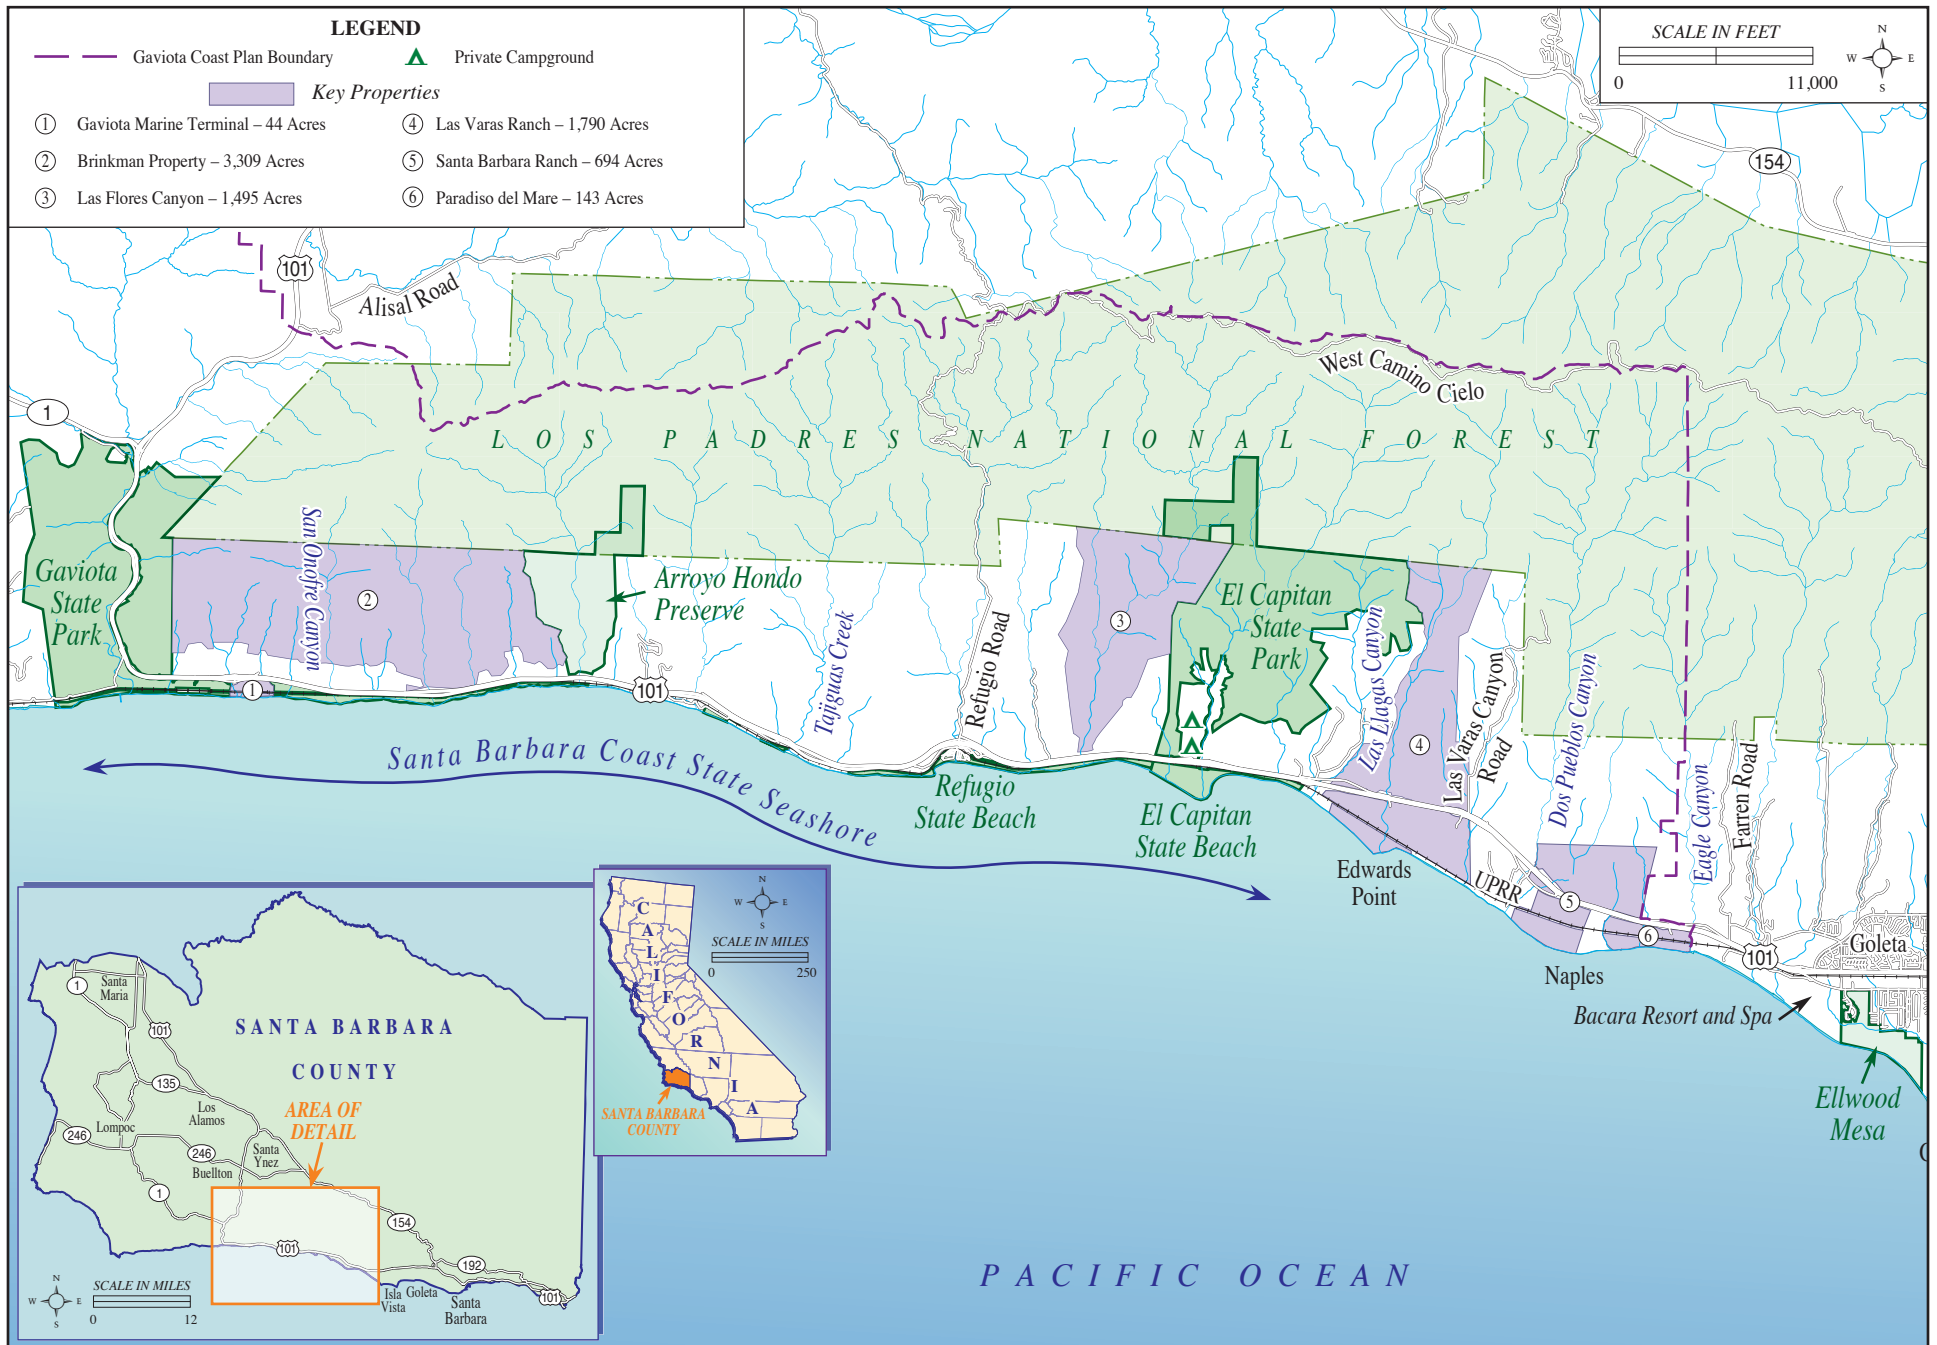 LEGEND
Gaviota Coast Plan Boundary
Private Campground
Key Properties
1 Gaviota Marine Terminal – 44 Acres
2 Brinkman Property – 3,309 Acres
3 Las Flores Canyon – 1,495 Acres
4 Las Varas Ranch – 1,790 Acres
5 Santa Barbara Ranch – 694 Acres
6 Paradiso del Mare – 143 Acres
SCALE IN FEET
0 11,000
N
W E
S
154
101
Alisal Road
1
West Camino Cielo
LOS PADRES NATIONAL FOREST
Gaviota
State
Park
San Onofre Canyon
2
1
Arroyo Hondo
Preserve
101
Tajiguas Creek
Refugio Road
3
El Capitan
State
Park
Las Llagas Canyon
4
Las Varas Canyon
Road
Dos Pueblos Canyon
Eagle Canyon
Farren Road
Santa Barbara Coast State Seashore
Refugio
State Beach
El Capitan
State Beach
Edwards
Point
UPRR
5
6
Naples
101
Goleta
Bacara Resort and Spa
Ellwood
Mesa
PACIFIC OCEAN
N
W E
S
SCALE IN MILES
0 250
CALIFORNIA
SANTA BARBARA
COUNTY
1
Santa
Maria
101
SANTA BARBARA
COUNTY
135
Los
Alamos
AREA OF
DETAIL
Lompoc
246
246
Santa
Ynez
Buellton
1
154
101
192
101
Isla
Vista
Goleta
Santa
Barbara
N
W E
S
SCALE IN MILES
0 12